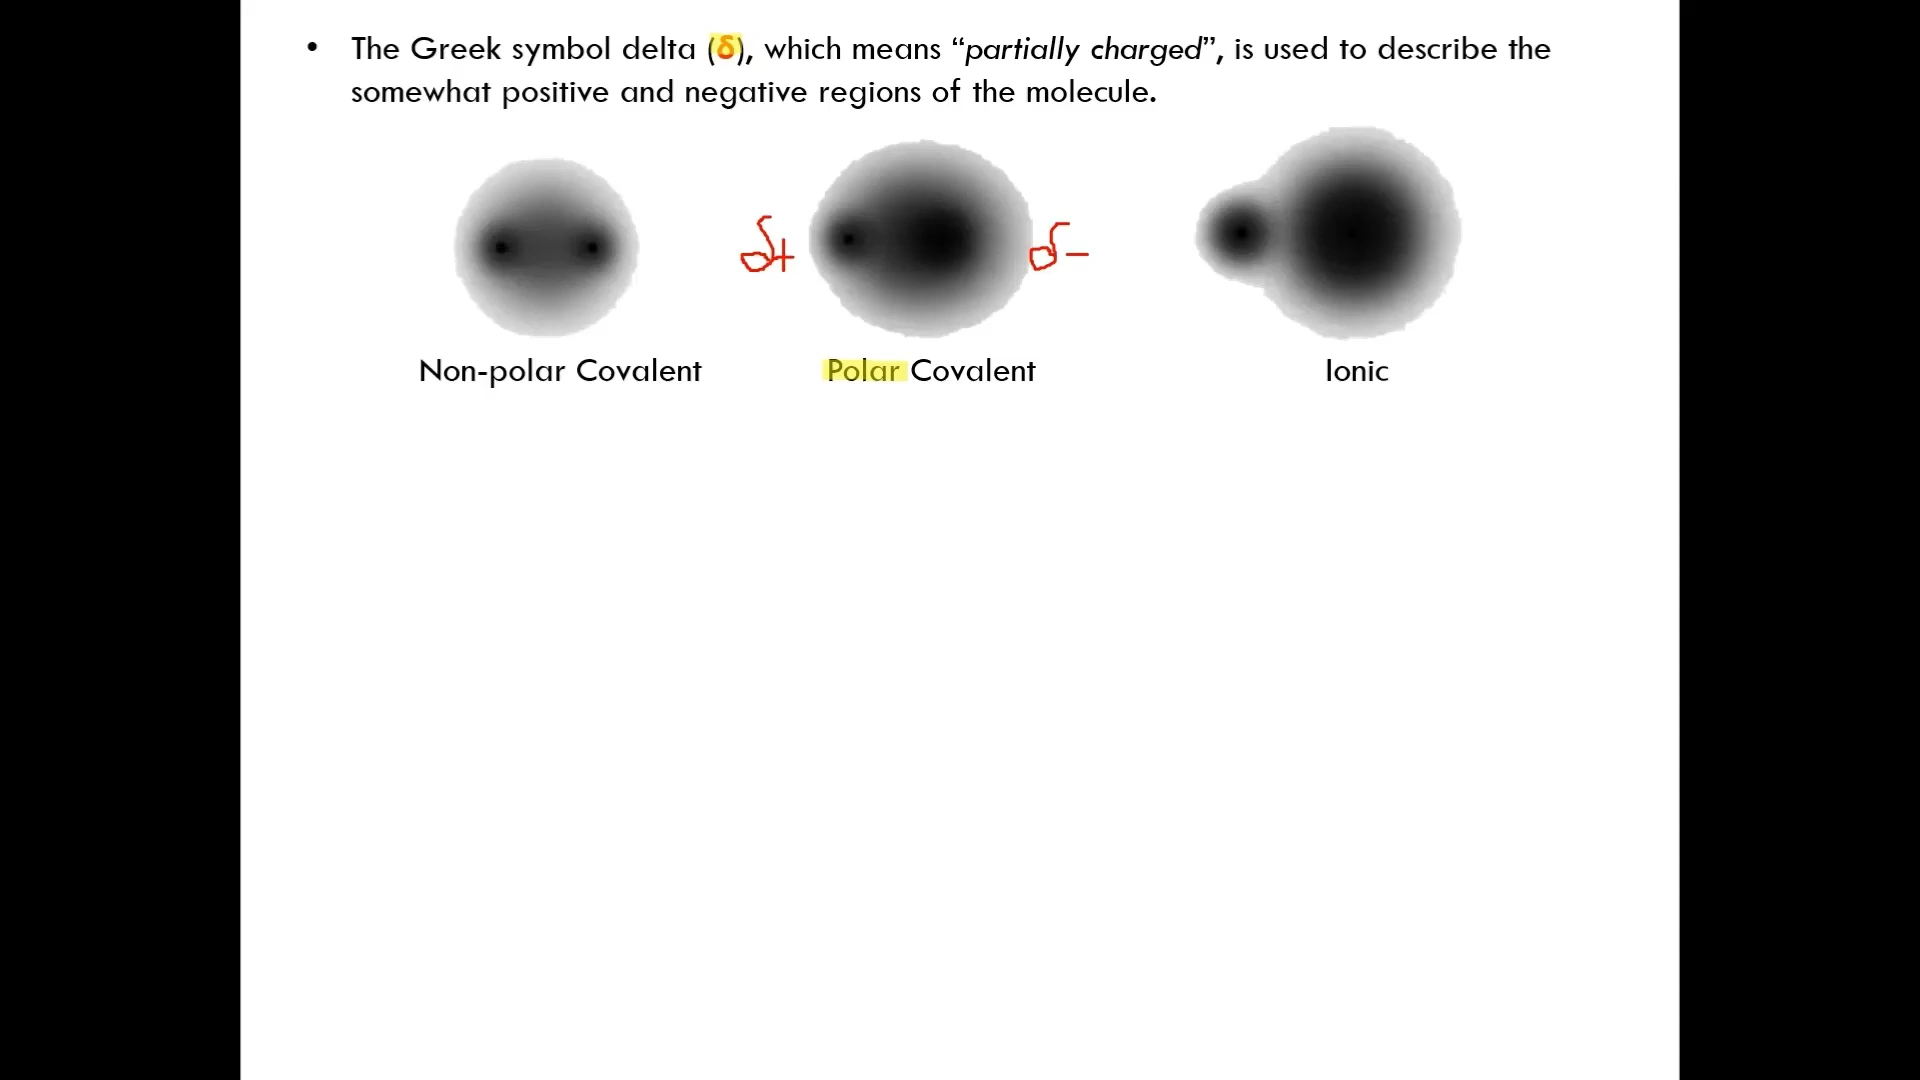 • The Greek symbol delta (δ), which means “partially charged”, is used to describe the
somewhat positive and negative regions of the molecule.
δ+ δ−
Non-polar Covalent Polar Covalent Ionic